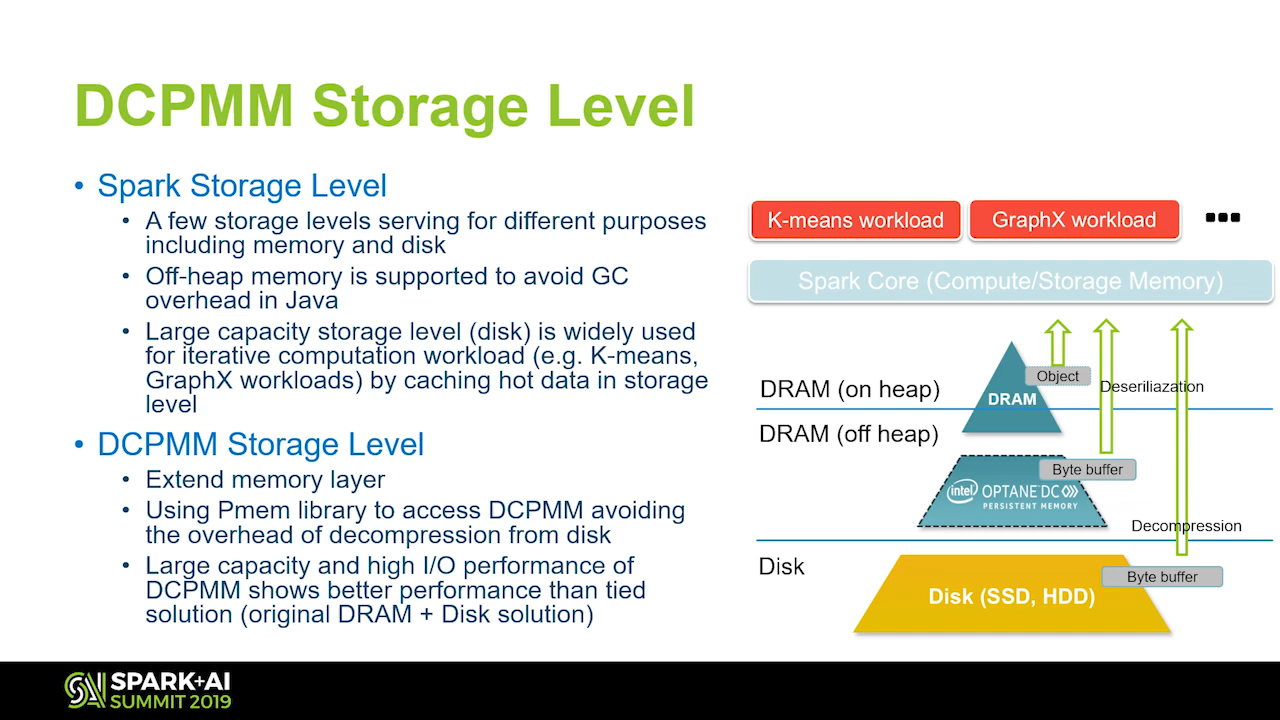 DCPMM Storage Level
• Spark Storage Level
• A few storage levels serving for different purposes
including memory and disk
• Off-heap memory is supported to avoid GC
overhead in Java
• Large capacity storage level (disk) is widely used
for iterative computation workload (e.g. K-means,
GraphX workloads) by caching hot data in storage
level
• DCPMM Storage Level
• Extend memory layer
• Using Pmem library to access DCPMM avoiding
the overhead of decompression from disk
• Large capacity and high I/O performance of
DCPMM shows better performance than tied
solution (original DRAM + Disk solution)
K-means workload
GraphX workload
...
Spark Core (Compute/Storage Memory)
Object
Deseriliazation
DRAM (on heap)
DRAM
DRAM (off heap)
Byte buffer
intel OPTANE DC
PERSISTENT MEMORY
Decompression
Disk
Byte buffer
Disk (SSD, HDD)
SPARK+AI
SUMMIT 2019